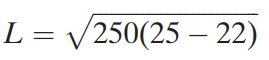 L = √250(25 – 22)